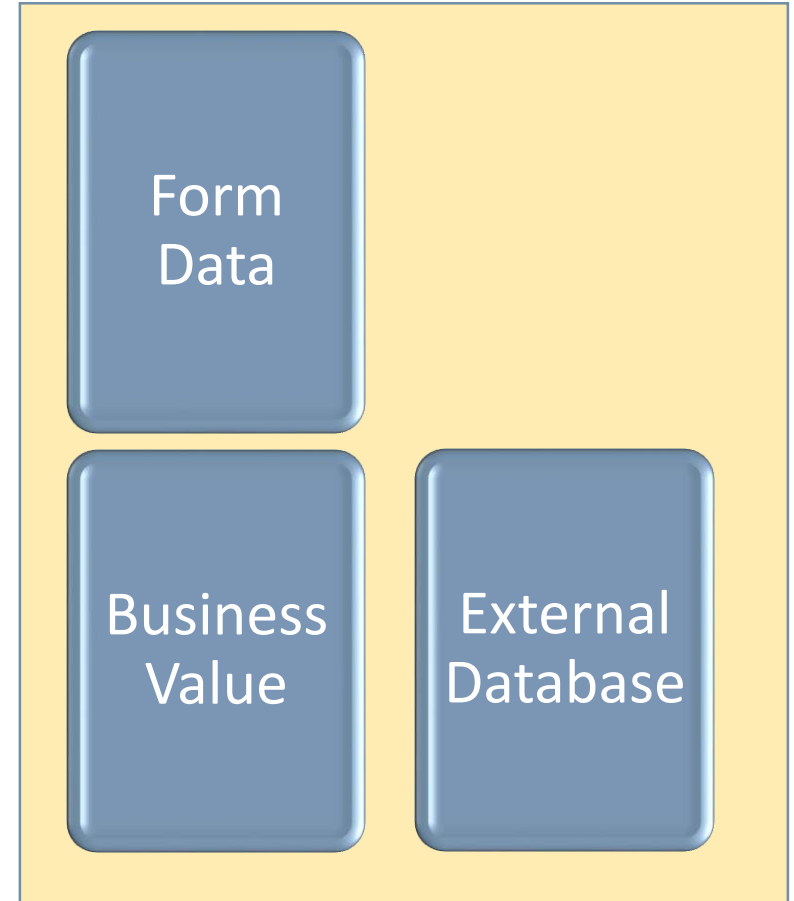 Form
Data
Business
Value
External
Database